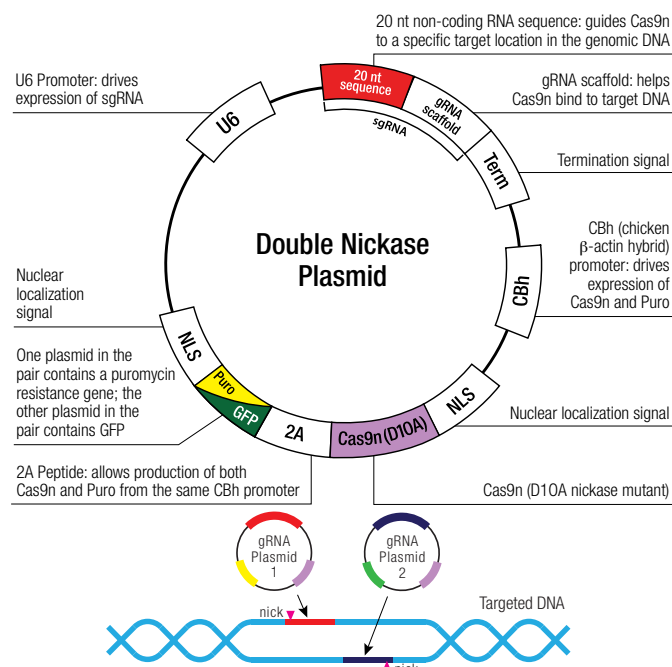 20 nt non-coding RNA sequence: guides Cas9n
to a specific target location in the genomic DNA
U6 Promoter: drives
expression of sgRNA
20 nt
sequence
gRNA
scaffold
sgRNA
gRNA scaffold: helps
Cas9n bind to target DNA
U6
Term
Termination signal
Double Nickase
Plasmid
CBh
CBh (chicken
β-actin hybrid)
promoter: drives
expression of
Cas9n and Puro
Nuclear
localization
signal
NLS
One plasmid in the
pair contains a puromycin
resistance gene; the
other plasmid in the
pair contains GFP
Puro
GFP
2A
Cas9n (D10A)
NLS
Nuclear localization signal
2A Peptide: allows production of both
Cas9n and Puro from the same CBh promoter
Cas9n (D10A nickase mutant)
gRNA
Plasmid
1
gRNA
Plasmid
2
nick
Targeted DNA
nick